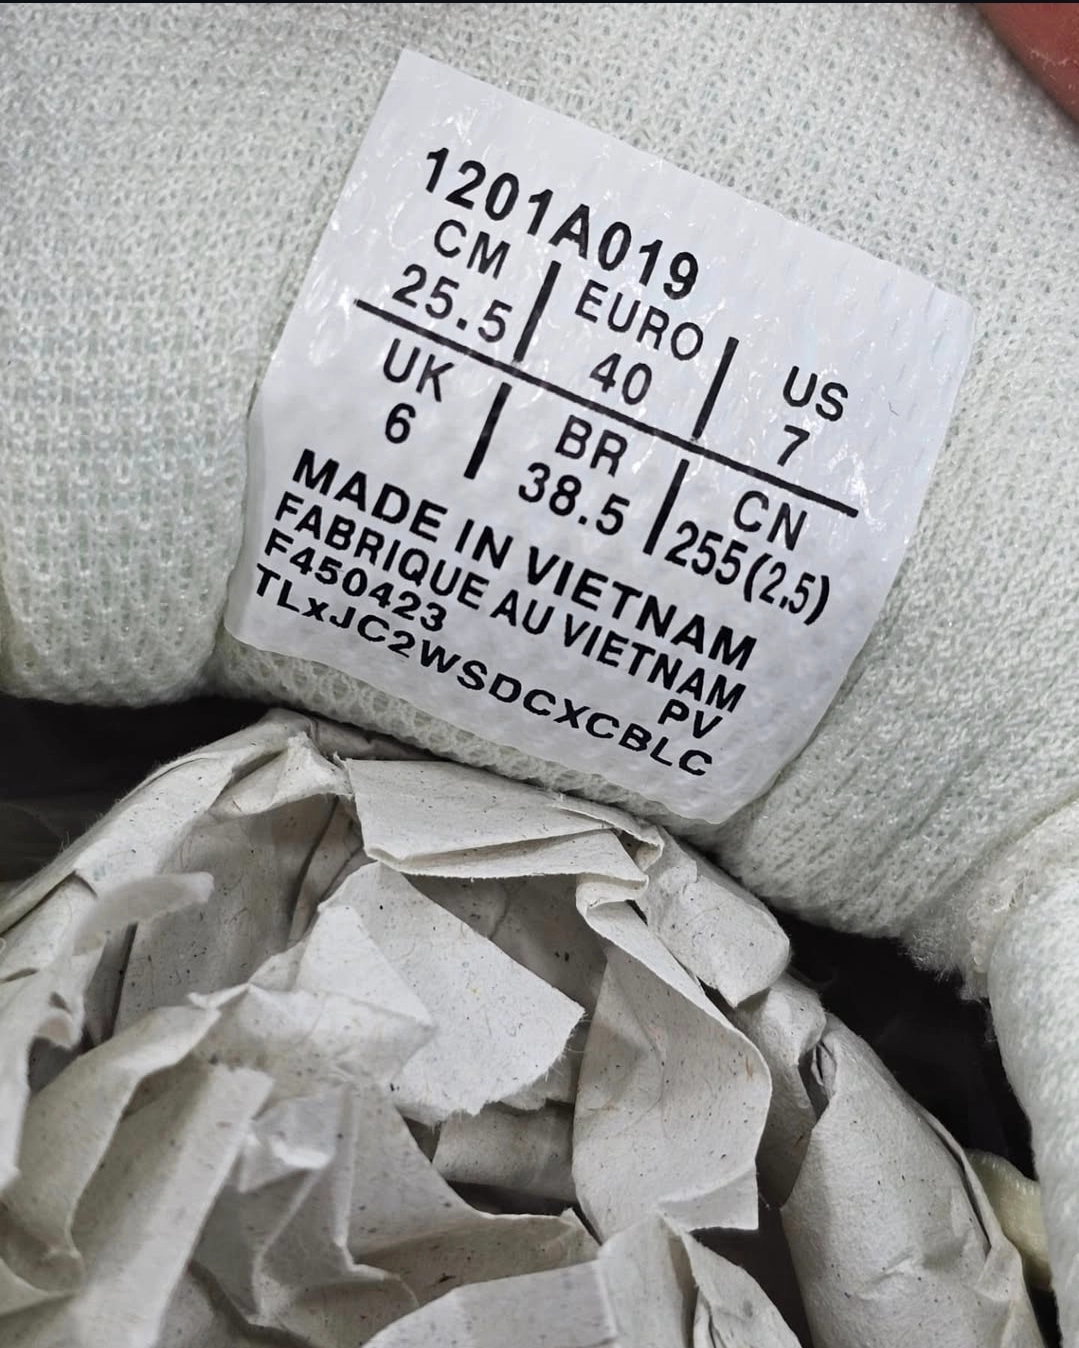 1201A019
CM | EURO | US
25.5 | 40 | 7
UK | BR | CN
6 | 38.5 | 255(2.5)
MADE IN VIETNAM
FABRIQUE AU VIETNAM
F450423 PV
TLxJC2WSDCXCBLC